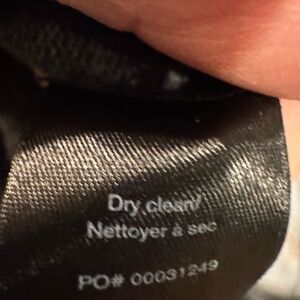 Dry clean/
Nettoyer à sec
PO# 00031249